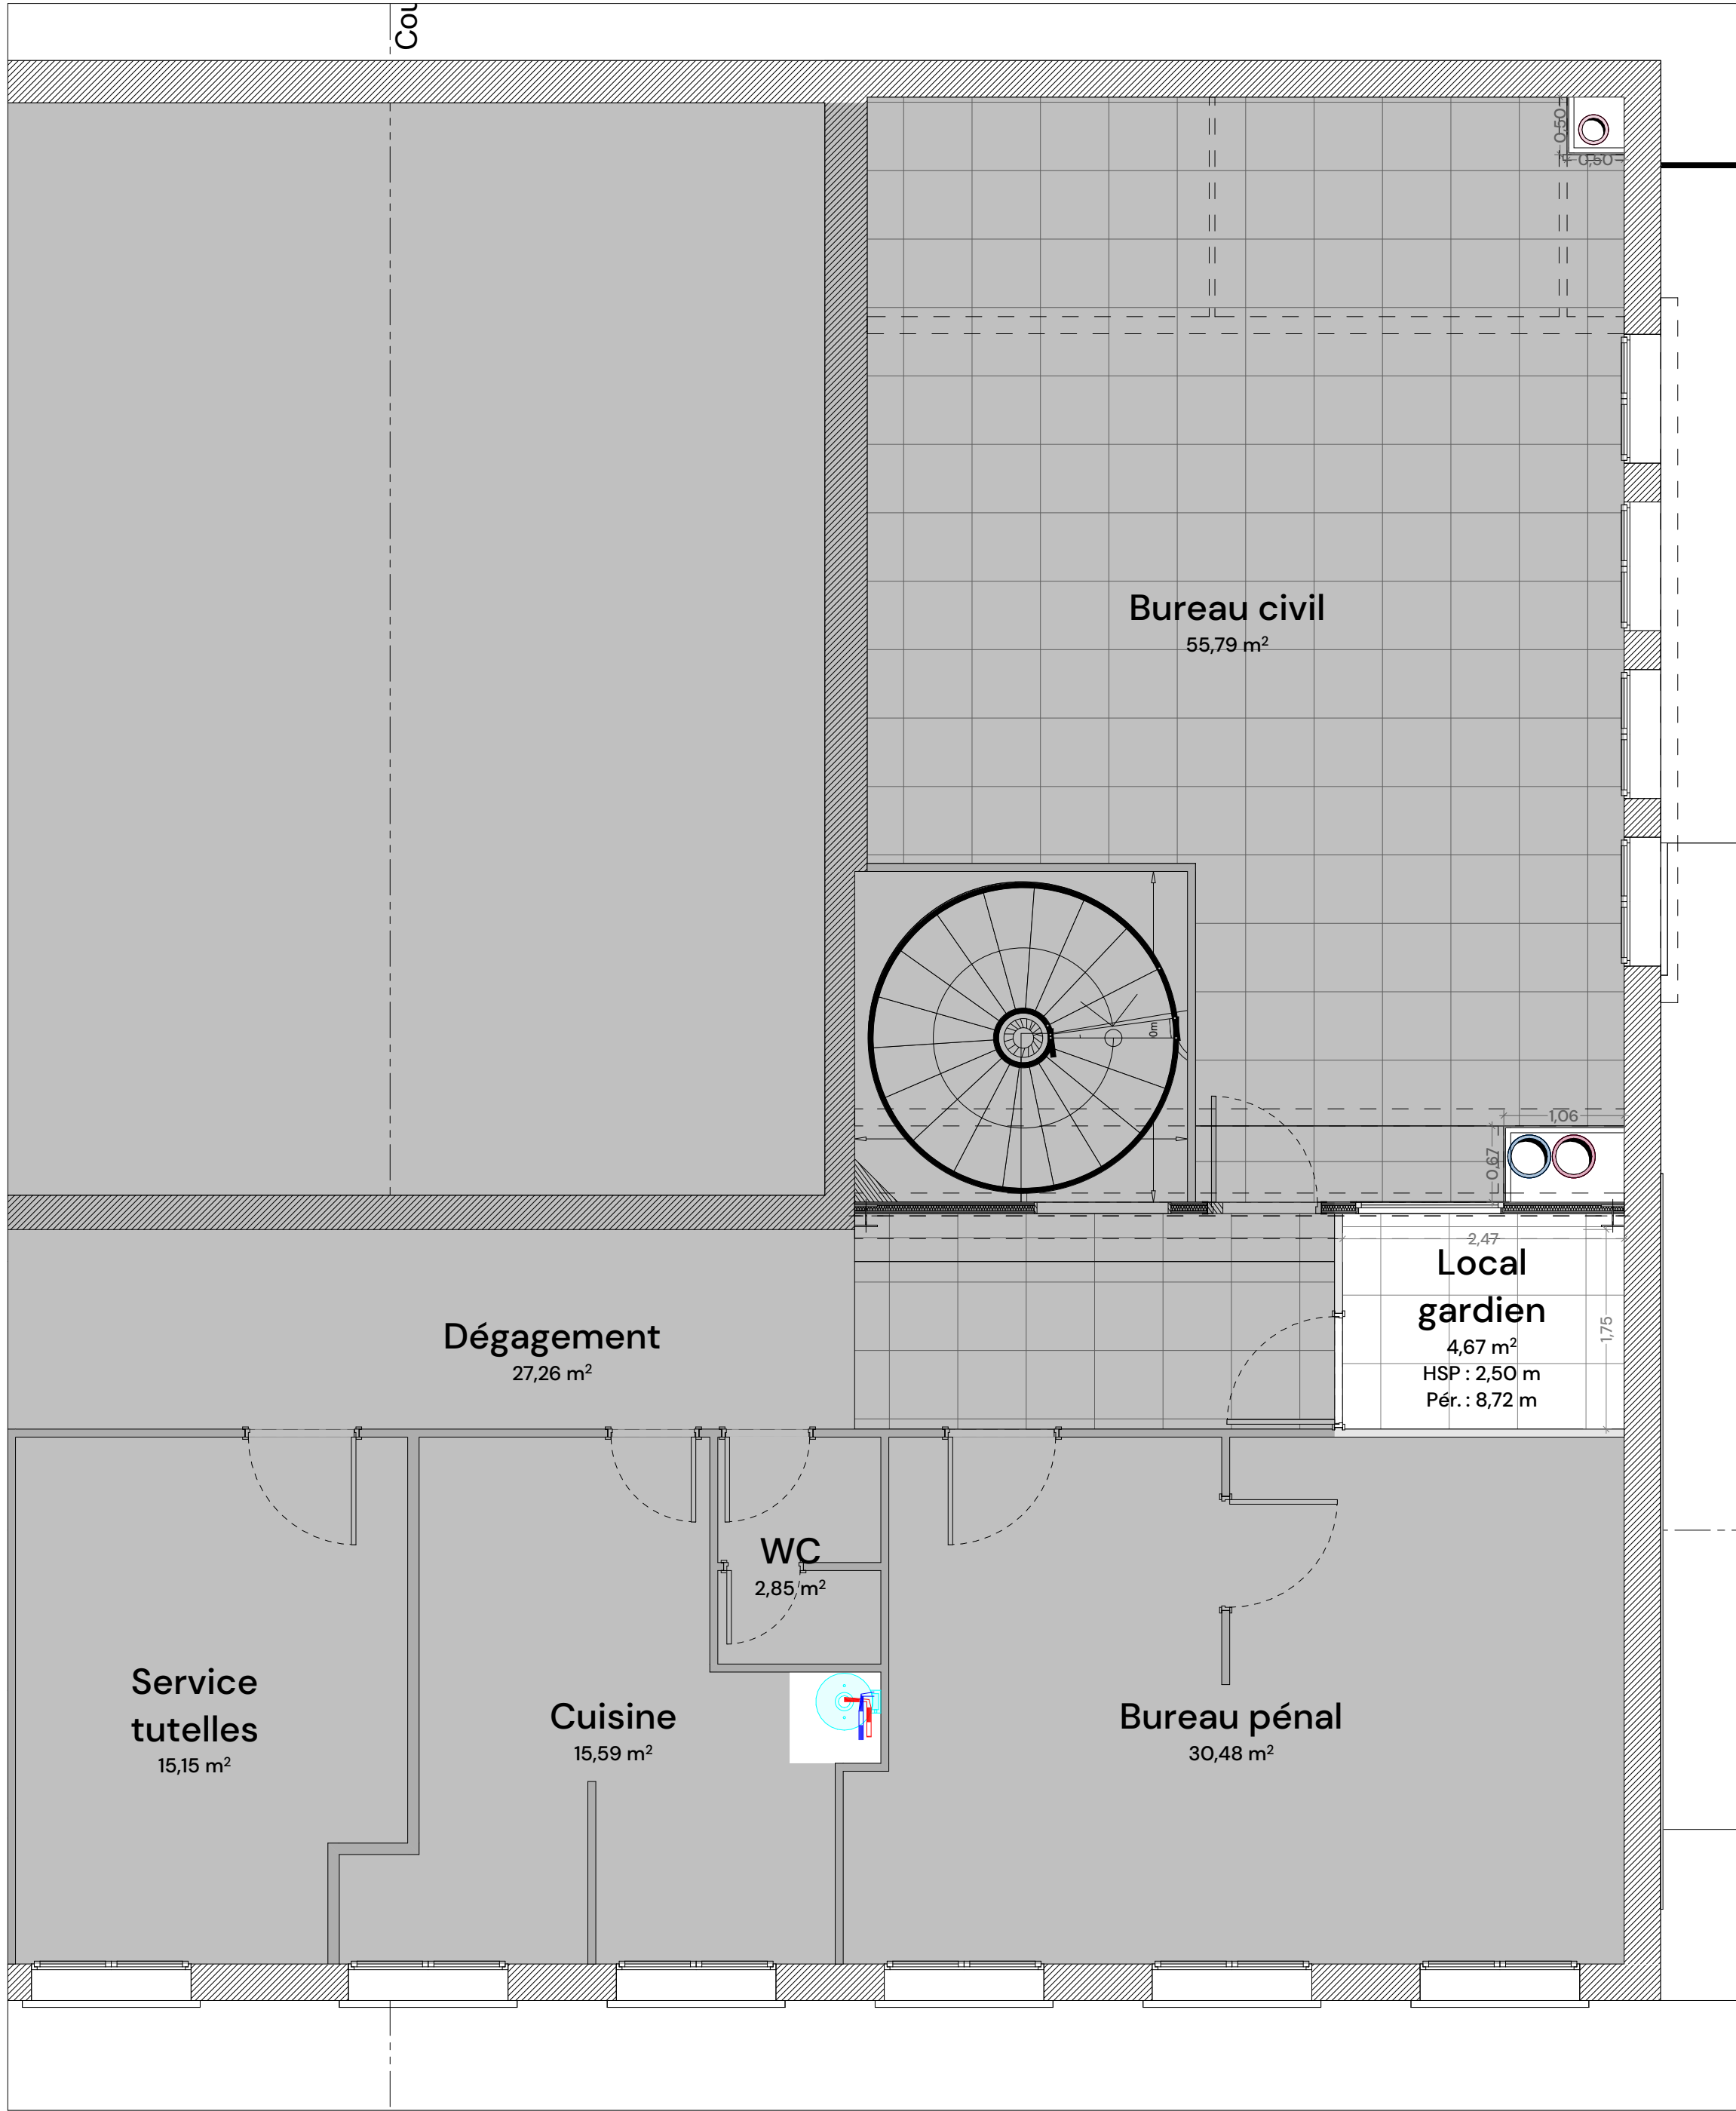 Cou
0,50
0,50
Bureau civil
55,79 m²
0m
1,06
0,67
2,47
Local
gardien
4,67 m²
HSP : 2,50 m
Pér. : 8,72 m
1,75
Dégagement
27,26 m²
WC
2,85 m²
Service
tutelles
15,15 m²
Cuisine
15,59 m²
Bureau pénal
30,48 m²